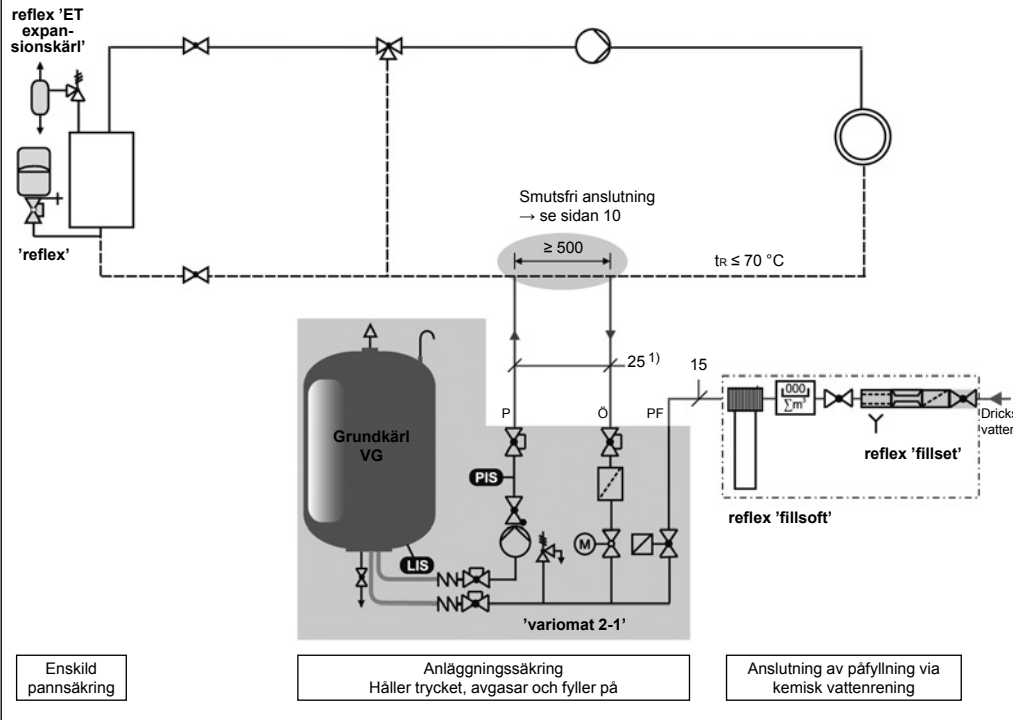 reflex 'ET
expan-
sionskärl'
'reflex'
Smutsfri anslutning
→ se sidan 10
≥ 500
tR ≤ 70 °C
25 1)
15
P
Ö
PF
000
∑m³
Dricks
vatten
reflex 'fillset'
reflex 'fillsoft'
Grundkärl
VG
PIS
LIS
M
'variomat 2-1'
Enskild
pannsäkring
Anläggningssäkring
Håller trycket, avgasar och fyller på
Anslutning av påfyllning via
kemisk vattenrening